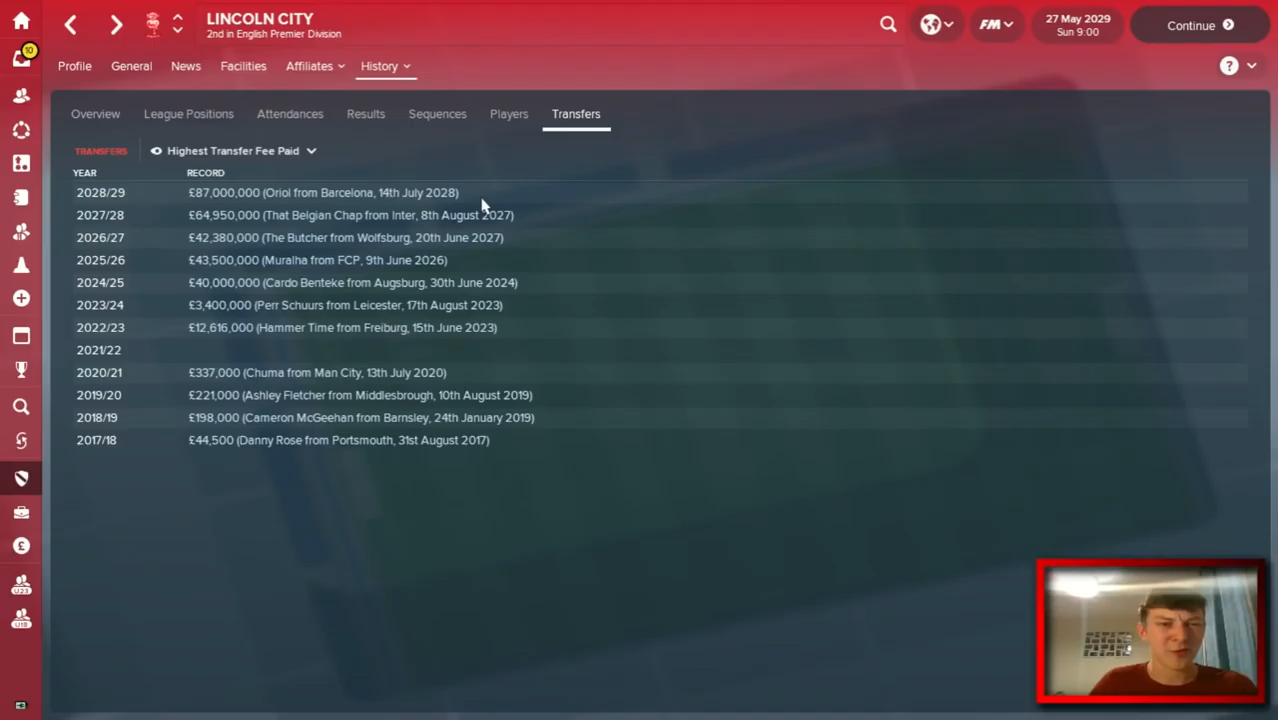 LINCOLN CITY
2nd in English Premier Division
FM
27 May 2029
Sun 9:00
Continue
10
Profile
General
News
Facilities
Affiliates
History
?
Overview
League Positions
Attendances
Results
Sequences
Players
Transfers
TRANSFERS
Highest Transfer Fee Paid
YEAR RECORD
2028/29 £87,000,000 (Oriol from Barcelona, 14th July 2028)
2027/28 £64,950,000 (That Belgian Chap from Inter, 8th August 2027)
2026/27 £42,380,000 (The Butcher from Wolfsburg, 20th June 2027)
2025/26 £43,500,000 (Muralha from FCP, 9th June 2026)
2024/25 £40,000,000 (Cardo Benteke from Augsburg, 30th June 2024)
2023/24 £3,400,000 (Perr Schuurs from Leicester, 17th August 2023)
2022/23 £12,616,000 (Hammer Time from Freiburg, 15th June 2023)
2021/22
2020/21 £337,000 (Chuma from Man City, 13th July 2020)
2019/20 £221,000 (Ashley Fletcher from Middlesbrough, 10th August 2019)
2018/19 £198,000 (Cameron McGeehan from Barnsley, 24th January 2019)
2017/18 £44,500 (Danny Rose from Portsmouth, 31st August 2017)
£
U23
U18